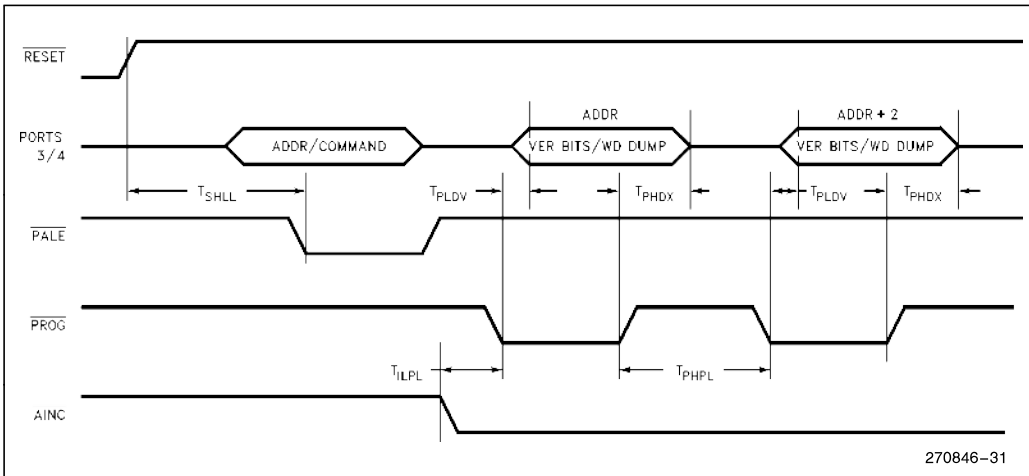 RESET
PORTS
3/4
ADDR
ADDR + 2
ADDR/COMMAND
VER BITS/WD DUMP
VER BITS/WD DUMP
TSHLL
TPLDV
TPHDX
TPLDV
TPHDX
PALE
PROG
TILPL
TPHPL
AINC
270846-31